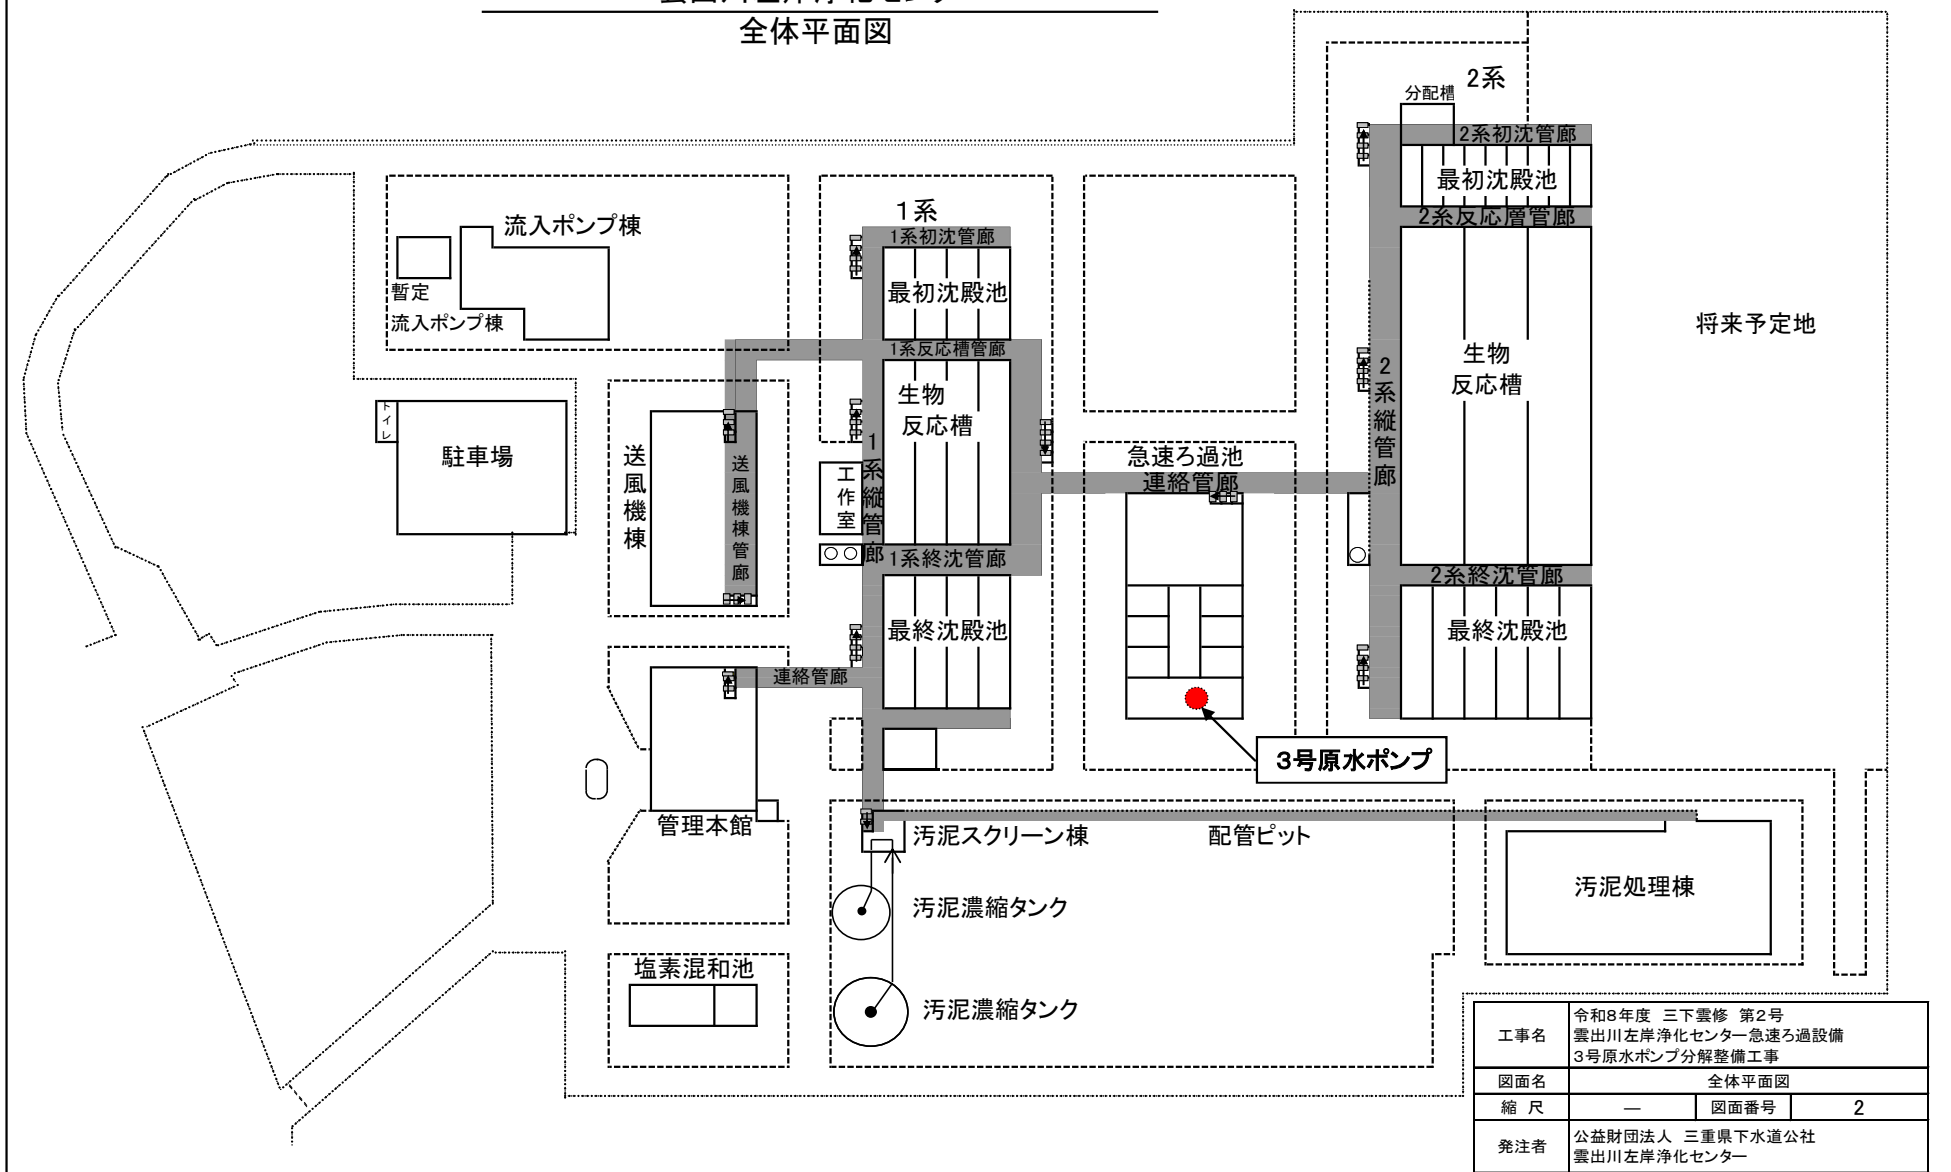 全体平面図
2系
分配槽
2系初沈管廊
最初沈殿池
2系反応層管廊
1系
流入ポンプ棟
1系初沈管廊
暫定
流入ポンプ棟
最初沈殿池
将来予定地
1系反応槽管廊
生物
反応槽
2系縦管廊
生物
反応槽
トイレ
駐車場
送風機棟
送風機棟管廊
工作室
1系縦管廊
急速ろ過池
連絡管廊
1系終沈管廊
2系終沈管廊
最終沈殿池
最終沈殿池
連絡管廊
3号原水ポンプ
管理本館
汚泥スクリーン棟
配管ピット
汚泥処理棟
汚泥濃縮タンク
塩素混和池
汚泥濃縮タンク
工事名
令和8年度 三下雲修 第2号
雲出川左岸浄化センター急速ろ過設備
3号原水ポンプ分解整備工事
図面名 全体平面図
縮 尺 ― 図面番号 2
発注者
公益財団法人 三重県下水道公社
雲出川左岸浄化センター